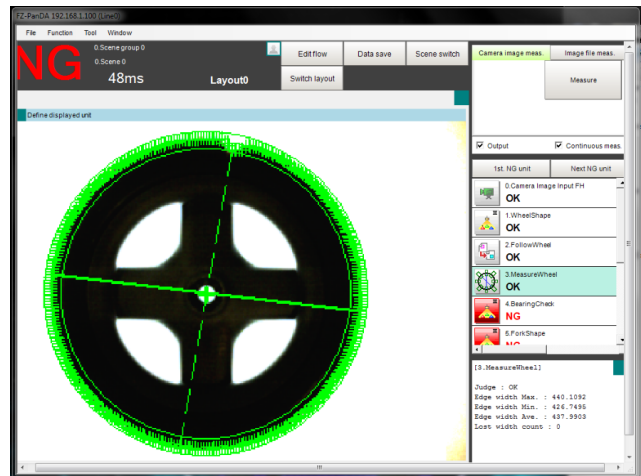 FZ-PanDA 192.168.1.100 (Line0)
File Function Tool Window
NG
0.Scene group 0
0.Scene 0
48ms
Layout0
Edit flow
Data save
Scene switch
Switch layout
Camera image meas.
Image file meas.
Measure
Define displayed unit
Output
Continuous meas.
1st. NG unit
Next NG unit
0.Camera Image Input FH
OK
1.WheelShape
OK
2.FollowWheel
OK
3.MeasureWheel
OK
4.BearingCheck
NG
5.ForkShape
NG
[3.MeasureWheel]
Judge : OK
Edge width Max. : 440.1092
Edge width Min. : 426.7495
Edge width Ave. : 437.9903
Lost width count : 0